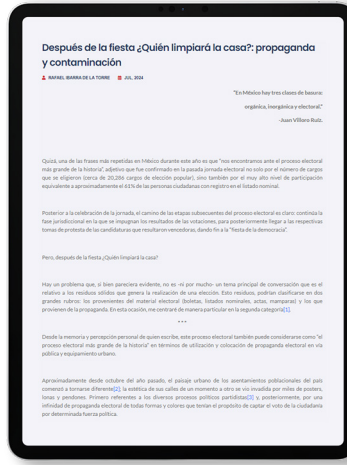 Después de la fiesta ¿Quién limpiará la casa?: propaganda
y contaminación
RAFAEL IBARRA DE LA TORRE JUL, 2024
"En México hay tres clases de basura:
orgánica, inorgánica y electoral."
-Juan Villoro Ruiz.
Quizá, una de las frases más repetidas en México durante este año es que "nos encontramos ante el proceso electoral
más grande de la historia", adjetivo que fue confirmado en la pasada jornada electoral no solo por el número de cargos
que se eligieron (cerca de 20,286 cargos de elección popular), sino también por el muy alto nivel de participación
equivalente a aproximadamente el 61% de las personas ciudadanas con registro en el listado nominal.
Posterior a la celebración de la jornada, el camino de las etapas subsecuentes del proceso electoral es claro: continúa la
fase jurisdiccional en la que se impugnan los resultados de las votaciones, para posteriormente llegar a las respectivas
tomas de protesta de las candidaturas que resultaron vencedoras, dando fin a la "fiesta de la democracia".
Pero, después de la fiesta ¿Quién limpiará la casa?
Hay un problema que, si bien pareciera evidente, no es -ni por mucho- un tema principal de conversación que es el
relativo a los residuos sólidos que genera la realización de una elección. Esto residuos, podrían clasificarse en dos
grandes rubros: los provenientes del material electoral (boletas, listados nominales, actas, mamparas) y los que
provienen de la propaganda. En esta ocasión, me centraré de manera particular en la segunda categoría[1].
***
Desde la memoria y percepción personal de quien escribe, este proceso electoral también puede considerarse como "el
proceso electoral más grande de la historia" en términos de utilización y colocación de propaganda electoral en vía
pública y equipamiento urbano.
Aproximadamente desde octubre del año pasado, el paisaje urbano de los asentamientos poblacionales del país
comenzó a tornarse diferente[2], la estética de sus calles de un momento a otro se vio invadida por miles de posters,
lonas y pendones. Primero referentes a los diversos procesos políticos partidistas[3] y, posteriormente, por una
infinidad de propaganda electoral de todas formas y colores que tenían el propósito de captar el voto de la ciudadanía
por determinada fuerza política.